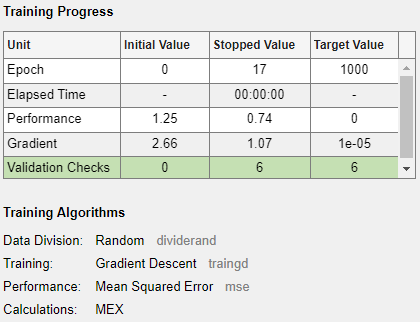 Training Progress
Unit Initial Value Stopped Value Target Value
Epoch 0 17 1000
Elapsed Time - 00:00:00 -
Performance 1.25 0.74 0
Gradient 2.66 1.07 1e-05
Validation Checks 0 6 6
Training Algorithms
Data Division: Random dividerand
Training: Gradient Descent traingd
Performance: Mean Squared Error mse
Calculations: MEX